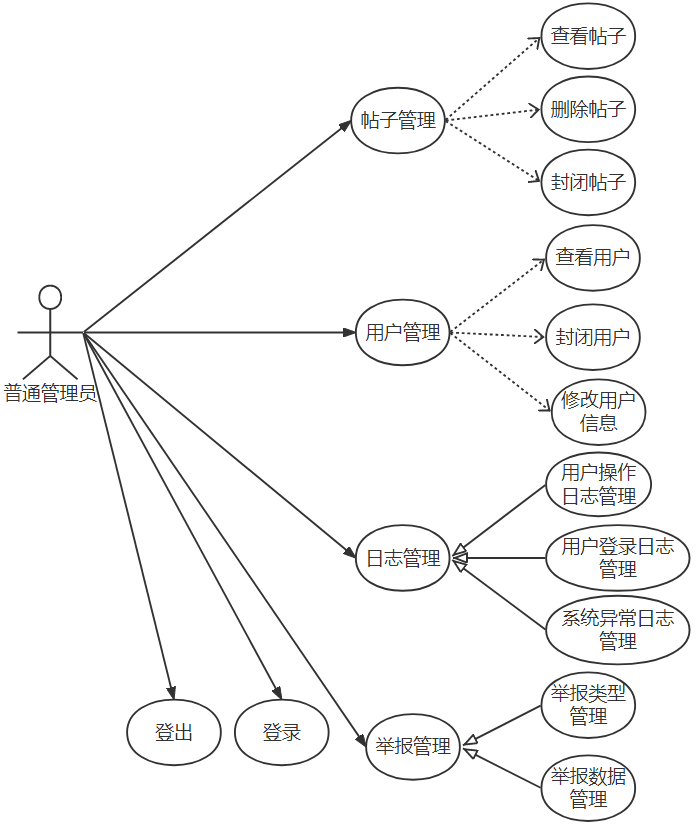 查看帖子
帖子管理
删除帖子
封闭帖子
查看用户
用户管理
封闭用户
普通管理员
修改用户
信息
用户操作
日志管理
日志管理
用户登录日志
管理
系统异常日志
管理
举报类型
管理
登出
登录
举报管理
举报数据
管理